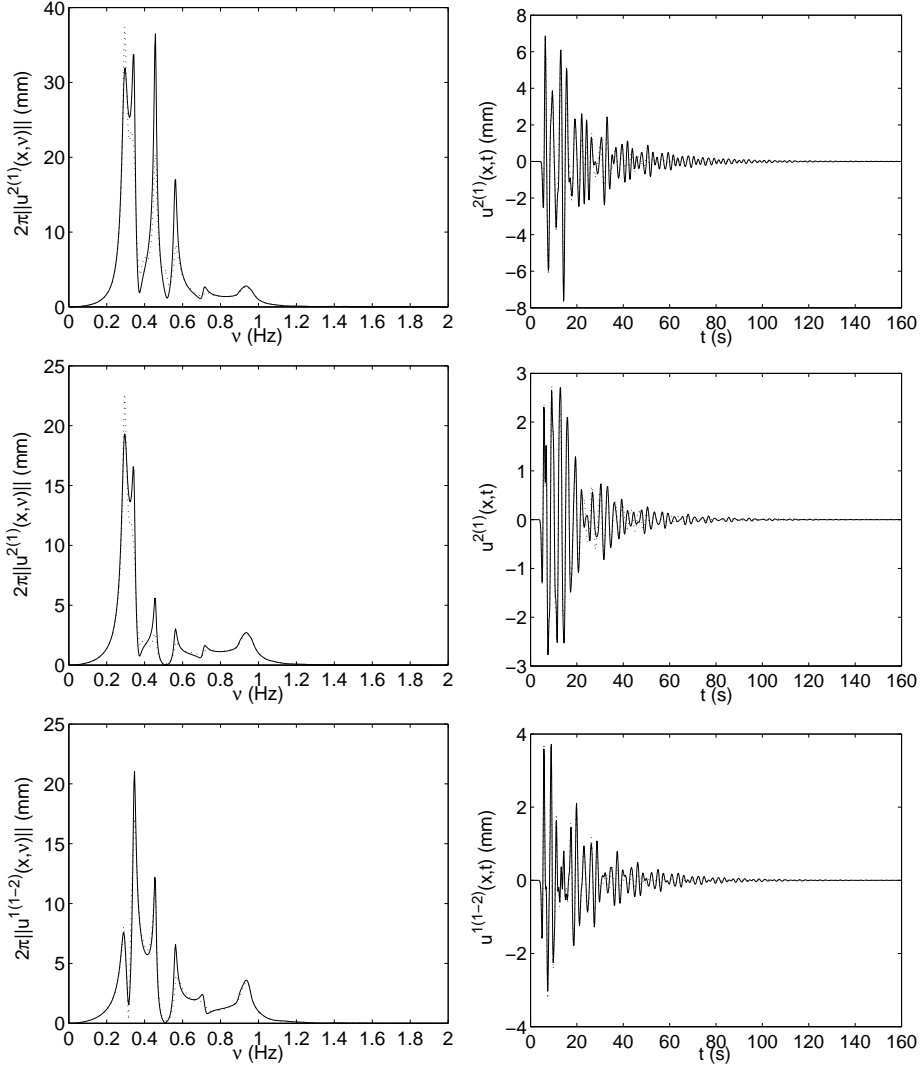 40
30
20
10
0
2π||u^{2(1)}(x,ν)|| (mm)
0 0.2 0.4 0.6 0.8 1 1.2 1.4 1.6 1.8 2
ν (Hz)
8
6
4
2
0
−2
−4
−6
−8
u^{2(1)}(x,t) (mm)
0 20 40 60 80 100 120 140 160
t (s)
25
20
15
10
5
0
2π||u^{2(1)}(x,ν)|| (mm)
0 0.2 0.4 0.6 0.8 1 1.2 1.4 1.6 1.8 2
ν (Hz)
3
2
1
0
−1
−2
−3
u^{2(1)}(x,t)
0 20 40 60 80 100 120 140 160
t (s)
25
20
15
10
5
0
2π||u^{1(1−2)}(x,ν)|| (mm)
0 0.2 0.4 0.6 0.8 1 1.2 1.4 1.6 1.8 2
ν (Hz)
4
2
0
−2
−4
u^{1(1−2)}(x,t) (mm)
0 20 40 60 80 100 120 140 160
t (s)